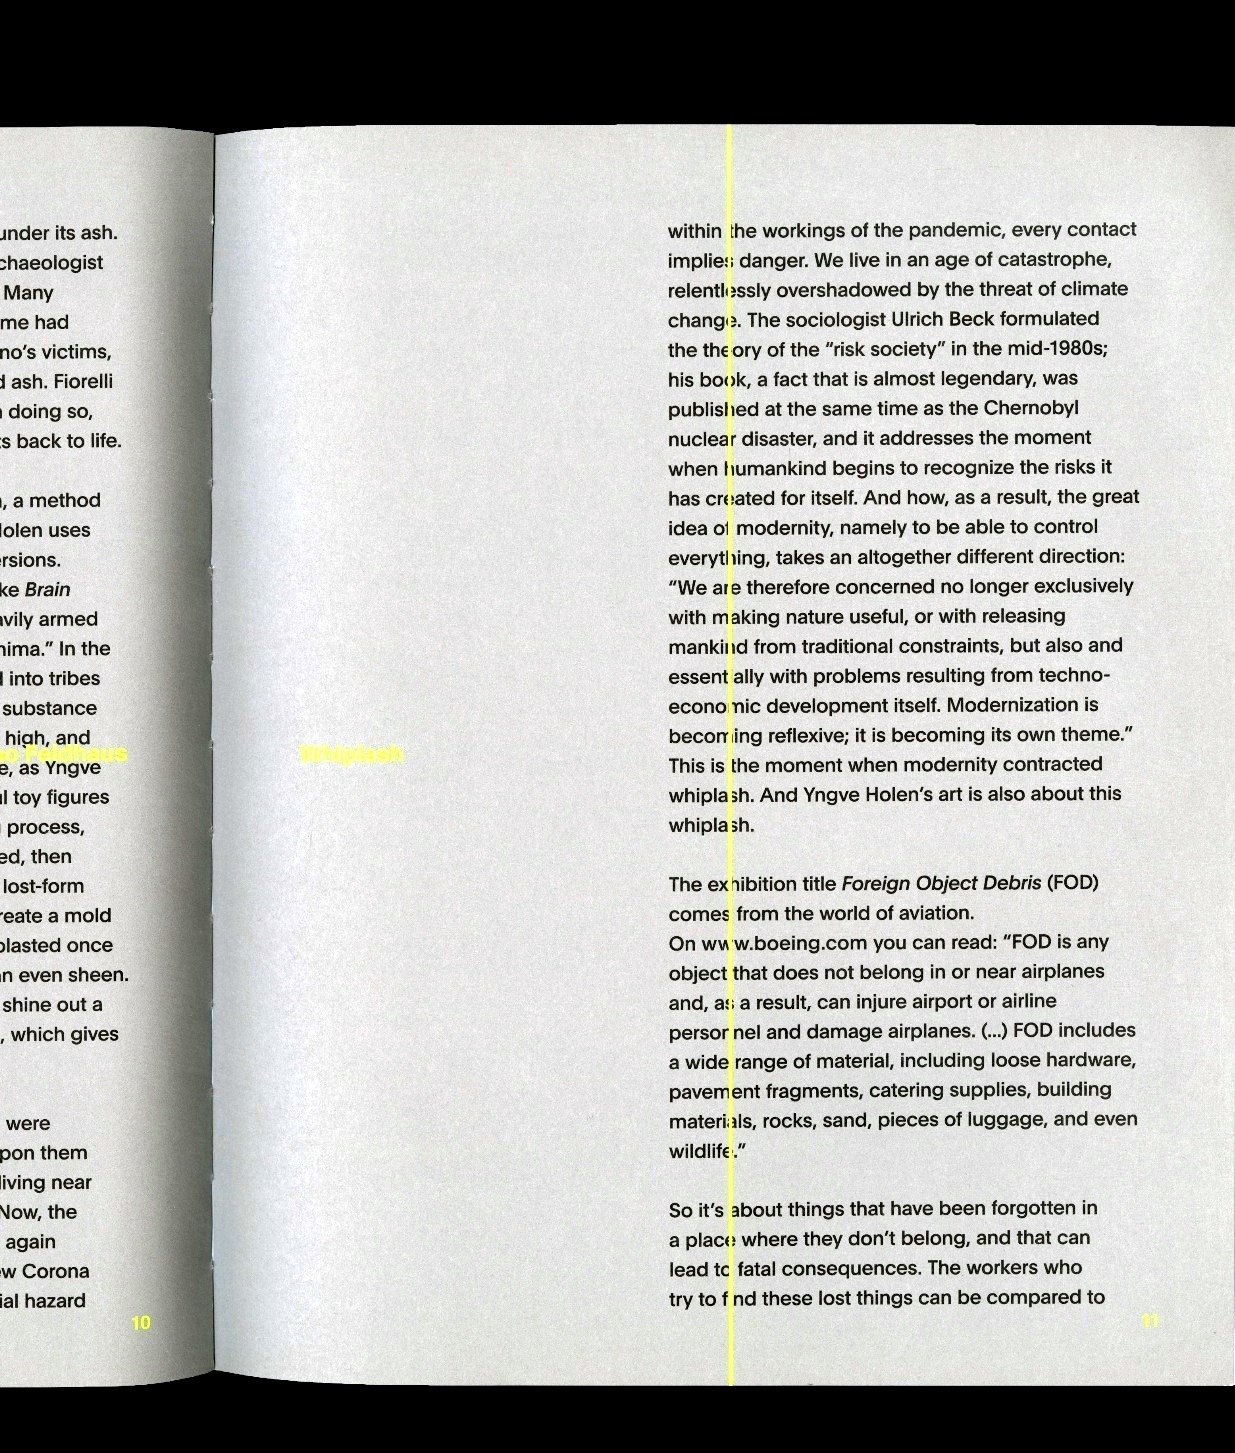 under its ash.
chaeologist
Many
me had
no's victims,
d ash. Fiorelli
doing so,
s back to life.
, a method
Holen uses
ersions.
ke Brain
avily armed
hima." In the
d into tribes
substance
high, and
Feldhaus
e, as Yngve
ul toy figures
process,
ed, then
lost-form
reate a mold
blasted once
an even sheen.
shine out a
, which gives
were
upon them
living near
Now, the
again
ew Corona
ial hazard
10
Whiplash
within the workings of the pandemic, every contact
implies danger. We live in an age of catastrophe,
relentlessly overshadowed by the threat of climate
change. The sociologist Ulrich Beck formulated
the theory of the “risk society” in the mid-1980s;
his book, a fact that is almost legendary, was
published at the same time as the Chernobyl
nuclear disaster, and it addresses the moment
when humankind begins to recognize the risks it
has created for itself. And how, as a result, the great
idea of modernity, namely to be able to control
everything, takes an altogether different direction:
“We are therefore concerned no longer exclusively
with making nature useful, or with releasing
mankind from traditional constraints, but also and
essentially with problems resulting from techno-
economic development itself. Modernization is
becoming reflexive; it is becoming its own theme.”
This is the moment when modernity contracted
whiplash. And Yngve Holen’s art is also about this
whiplash.
The exhibition title Foreign Object Debris (FOD)
comes from the world of aviation.
On www.boeing.com you can read: “FOD is any
object that does not belong in or near airplanes
and, as a result, can injure airport or airline
personnel and damage airplanes. (...) FOD includes
a wide range of material, including loose hardware,
pavement fragments, catering supplies, building
materials, rocks, sand, pieces of luggage, and even
wildlife.”
So it’s about things that have been forgotten in
a place where they don’t belong, and that can
lead to fatal consequences. The workers who
try to find these lost things can be compared to
11